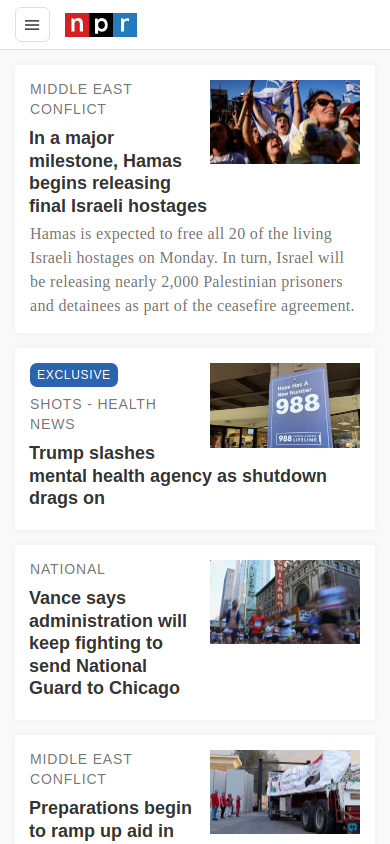 npr
MIDDLE EAST
CONFLICT
In a major
milestone, Hamas
begins releasing
final Israeli hostages
Hamas is expected to free all 20 of the living
Israeli hostages on Monday. In turn, Israel will
be releasing nearly 2,000 Palestinian prisoners
and detainees as part of the ceasefire agreement.
EXCLUSIVE
SHOTS - HEALTH
NEWS
Hope Has A
New Number
988
988
LIFELINE
Trump slashes
mental health agency as shutdown
drags on
NATIONAL
CHICAGO
Vance says
administration will
keep fighting to
send National
Guard to Chicago
MIDDLE EAST
CONFLICT
Preparations begin
to ramp up aid in